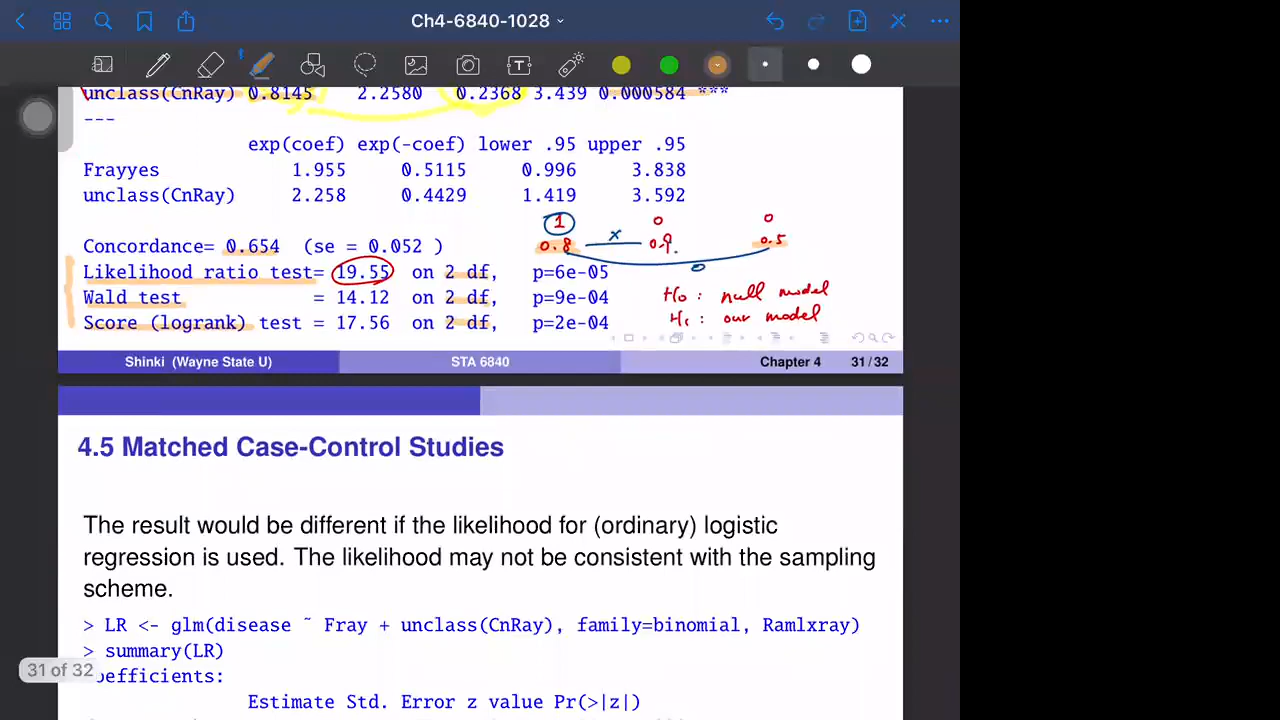 Ch4-6840-1028
unclass(CnRay) 0.8145 2.2580 0.2368 3.439 0.000584 ***
---
exp(coef) exp(-coef) lower .95 upper .95
Frayyes 1.955 0.5115 0.996 3.838
unclass(CnRay) 2.258 0.4429 1.419 3.592
1 0 0
0.8 x 0.9 0.5
Concordance= 0.654 (se = 0.052 )
Likelihood ratio test= 19.55 on 2 df, p=6e-05
Wald test = 14.12 on 2 df, p=9e-04
Score (logrank) test = 17.56 on 2 df, p=2e-04
o
H0 : null model
H1 : our model
Shinki (Wayne State U) STA 6840 Chapter 4 31 / 32
4.5 Matched Case-Control Studies
The result would be different if the likelihood for (ordinary) logistic
regression is used. The likelihood may not be consistent with the sampling
scheme.
> LR <- glm(disease ~ Fray + unclass(CnRay), family=binomial, Ramlxray)
> summary(LR)
31 of 32
oefficients:
Estimate Std. Error z value Pr(>|z|)